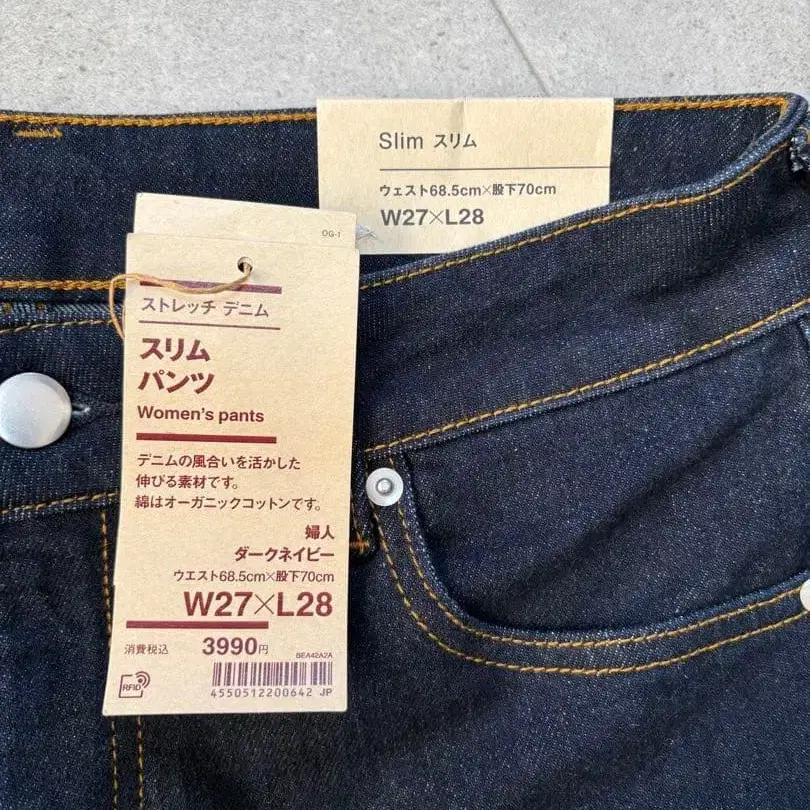 Slim スリム
ウェスト68.5cm×股下70cm
W27×L28
OG-1
ストレッチ デニム
スリム
パンツ
Women's pants
デニムの風合いを活かした
伸びる素材です。
綿はオーガニックコットンです。
婦人
ダークネイビー
ウエスト68.5cm×股下70cm
W27×L28
消費税込 3990円
BEA42A2A
RFID
4550512200642 JP